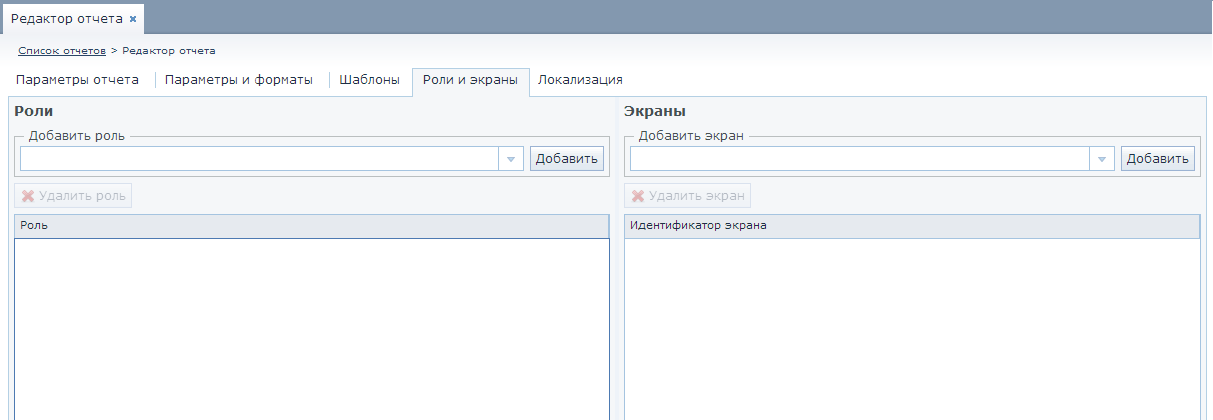 Редактор отчета
Список отчетов > Редактор отчета
Параметры отчета Параметры и форматы Шаблоны Роли и экраны Локализация
Роли
Добавить роль
Добавить
Удалить роль
Роль
Экраны
Добавить экран
Добавить
Удалить экран
Идентификатор экрана